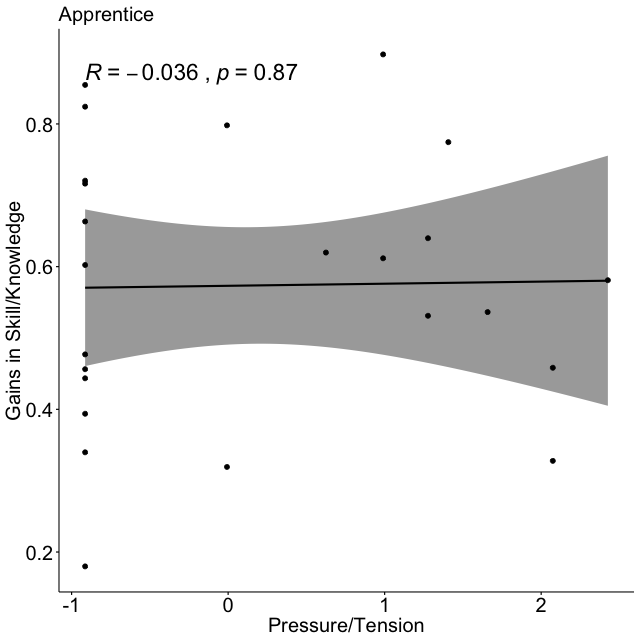 Apprentice
R = −0.036 , p = 0.87
Gains in Skill/Knowledge
0.8
0.6
0.4
0.2
-1 0 1 2
Pressure/Tension